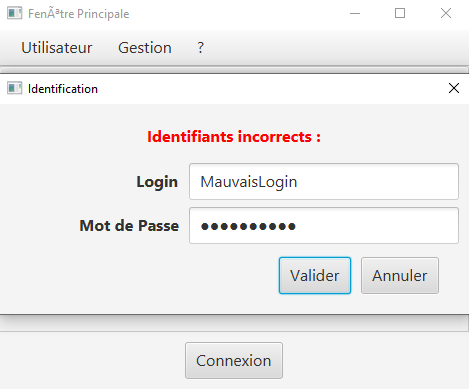 FenÃªtre Principale
Utilisateur Gestion ?
Identification
Identifiants incorrects :
Login MauvaisLogin
Mot de Passe ●●●●●●●●●●
Valider Annuler
Connexion